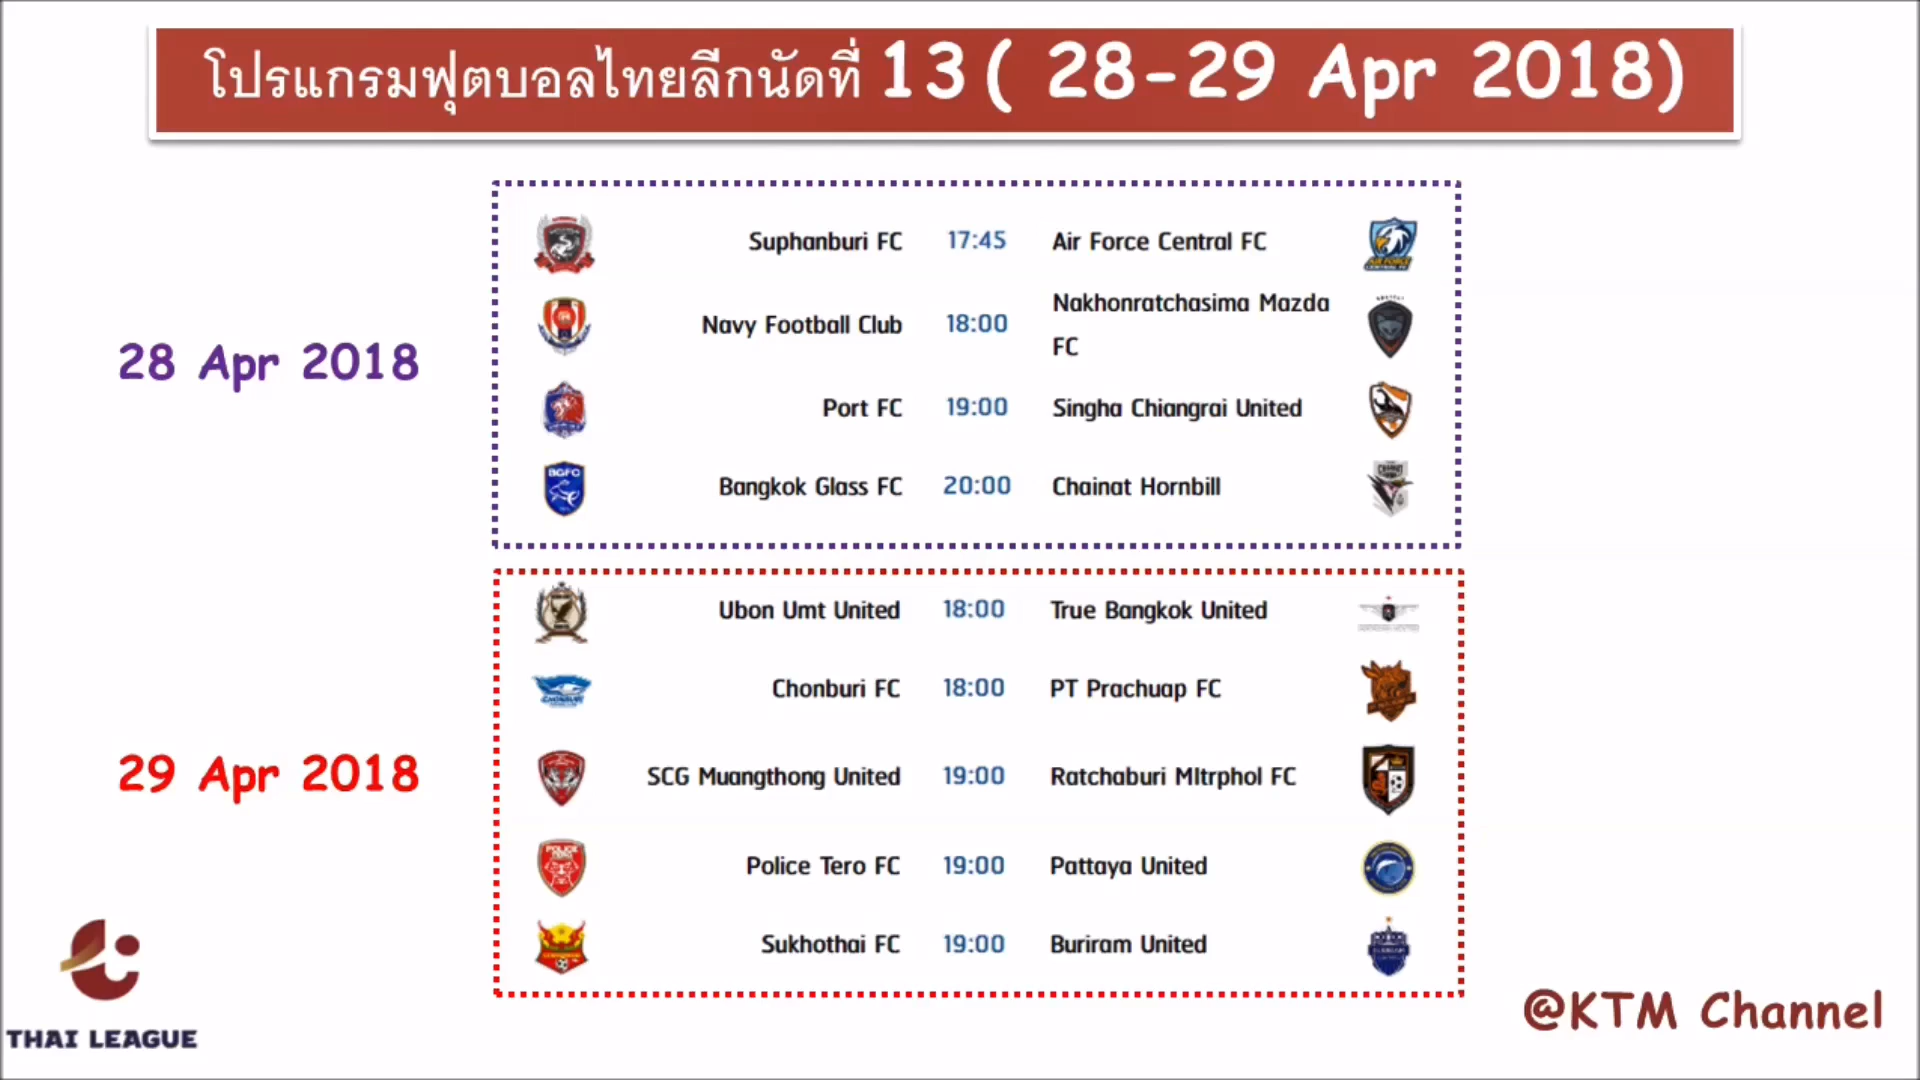 โปรแกรมฟุตบอลไทยลีกนัดที่ 13 ( 28-29 Apr 2018)
28 Apr 2018
Suphanburi FC 17:45 Air Force Central FC
Navy Football Club 18:00 Nakhonratchasima Mazda
FC
Port FC 19:00 Singha Chiangrai United
BGFC
Bangkok Glass FC 20:00 Chainat Hornbill
29 Apr 2018
Ubon Umt United 18:00 True Bangkok United
Chonburi FC 18:00 PT Prachuap FC
SCG Muangthong United 19:00 Ratchaburi MItrphol FC
POLICE
TERO
Police Tero FC 19:00 Pattaya United
Sukhothai FC 19:00 Buriram United
THAI LEAGUE
@KTM Channel